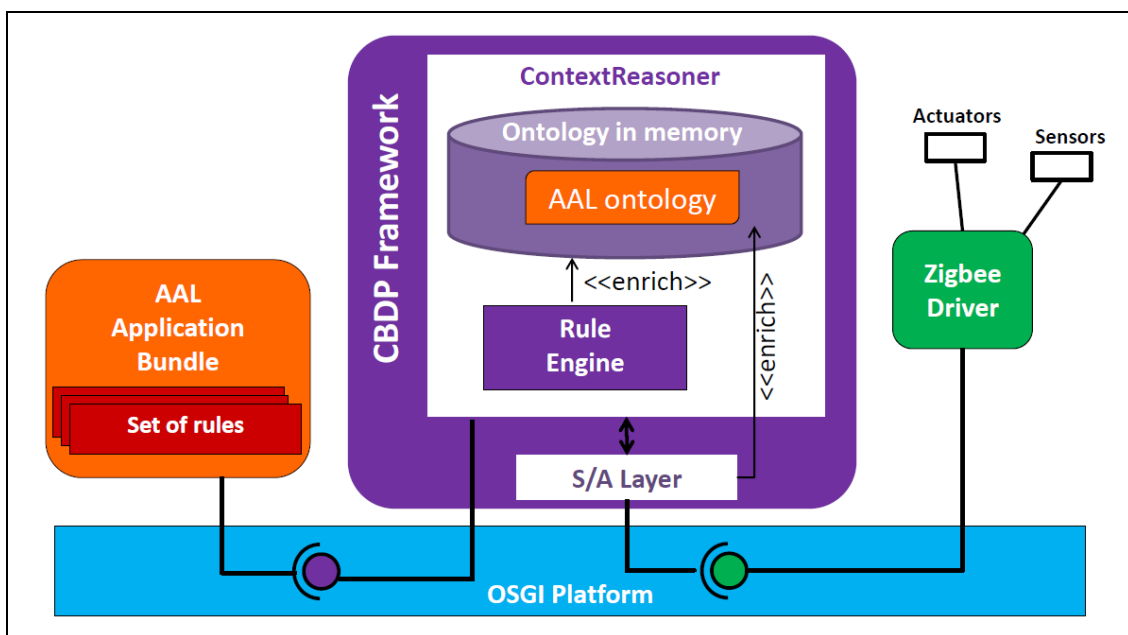 ContextReasoner
Ontology in memory
AAL ontology
<<enrich>>
Rule
Engine
<<enrich>>
S/A Layer
CBDP Framework
AAL
Application
Bundle
Set of rules
Actuators
Sensors
Zigbee
Driver
OSGI Platform